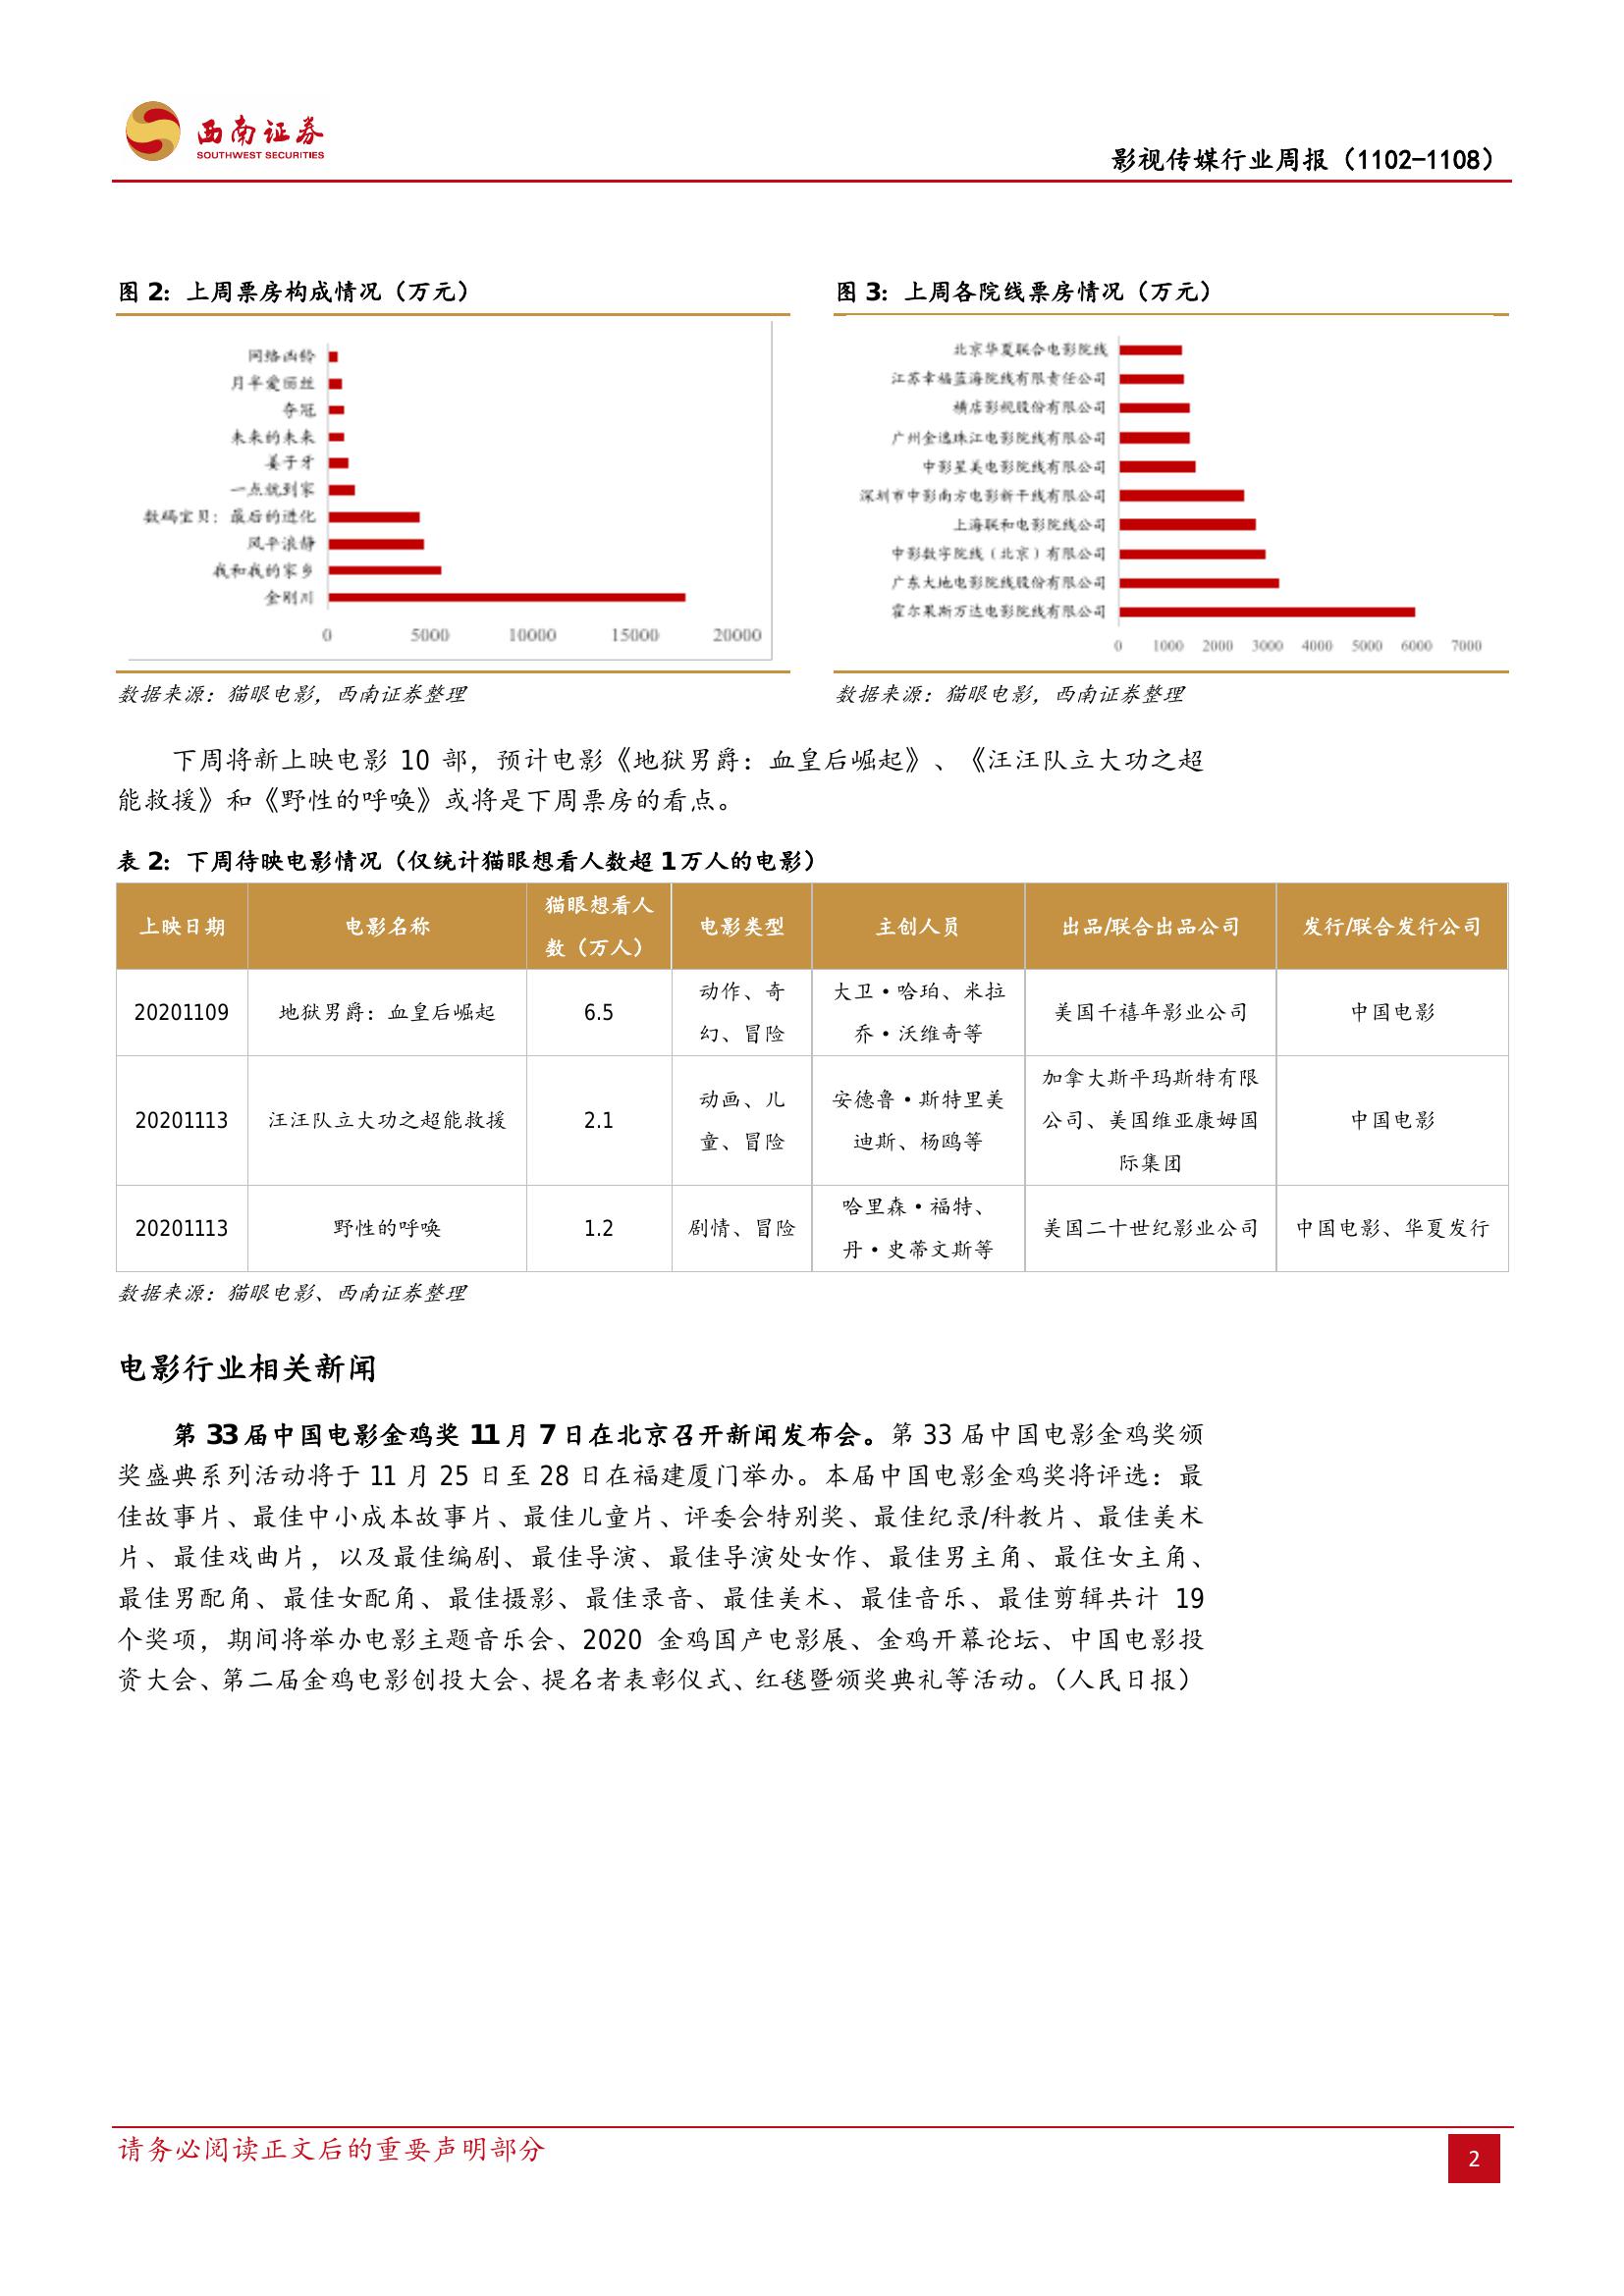 西南证券
SOUTHWEST SECURITIES
影视传媒行业周报（1102-1108）
图 2：上周票房构成情况（万元）
网络凶铃
月半爱丽丝
夺冠
未来的未来
姜子牙
一点就到家
数码宝贝：最后的进化
风平浪静
我和我的家乡
金刚川
0 5000 10000 15000 20000
数据来源：猫眼电影，西南证券整理
图 3：上周各院线票房情况（万元）
北京华夏联合电影院线
江苏幸福蓝海院线有限责任公司
横店影视股份有限公司
广州金逸珠江电影院线有限公司
中影星美电影院线有限公司
深圳市中影南方电影新干线有限公司
上海联和电影院线公司
中影数字院线（北京）有限公司
广东大地电影院线股份有限公司
霍尔果斯万达电影院线有限公司
0 1000 2000 3000 4000 5000 6000 7000
数据来源：猫眼电影，西南证券整理
下周将新上映电影 10 部，预计电影《地狱男爵：血皇后崛起》、《汪汪队立大功之超
能救援》和《野性的呼唤》或将是下周票房的看点。
表 2：下周待映电影情况（仅统计猫眼想看人数超 1 万人的电影）
上映日期 电影名称 猫眼想看人 电影类型 主创人员 出品/联合出品公司 发行/联合发行公司
数（万人）
20201109 地狱男爵：血皇后崛起 6.5 动作、奇 大卫·哈珀、米拉 美国千禧年影业公司 中国电影
幻、冒险 乔·沃维奇等
20201113 汪汪队立大功之超能救援 2.1 动画、儿 安德鲁·斯特里美 加拿大斯平玛斯特有限 中国电影
童、冒险 迪斯、杨鸥等 公司、美国维亚康姆国
际集团
20201113 野性的呼唤 1.2 剧情、冒险 哈里森·福特、 美国二十世纪影业公司 中国电影、华夏发行
丹·史蒂文斯等
数据来源：猫眼电影、西南证券整理
电影行业相关新闻
第 33 届中国电影金鸡奖 11 月 7 日在北京召开新闻发布会。第 33 届中国电影金鸡奖颁
奖盛典系列活动将于 11 月 25 日至 28 日在福建厦门举办。本届中国电影金鸡奖将评选：最
佳故事片、最佳中小成本故事片、最佳儿童片、评委会特别奖、最佳纪录/科教片、最佳美术
片、最佳戏曲片，以及最佳编剧、最佳导演、最佳导演处女作、最佳男主角、最住女主角、
最佳男配角、最佳女配角、最佳摄影、最佳录音、最佳美术、最佳音乐、最佳剪辑共计 19
个奖项，期间将举办电影主题音乐会、2020 金鸡国产电影展、金鸡开幕论坛、中国电影投
资大会、第二届金鸡电影创投大会、提名者表彰仪式、红毯暨颁奖典礼等活动。（人民日报）
请务必阅读正文后的重要声明部分
2